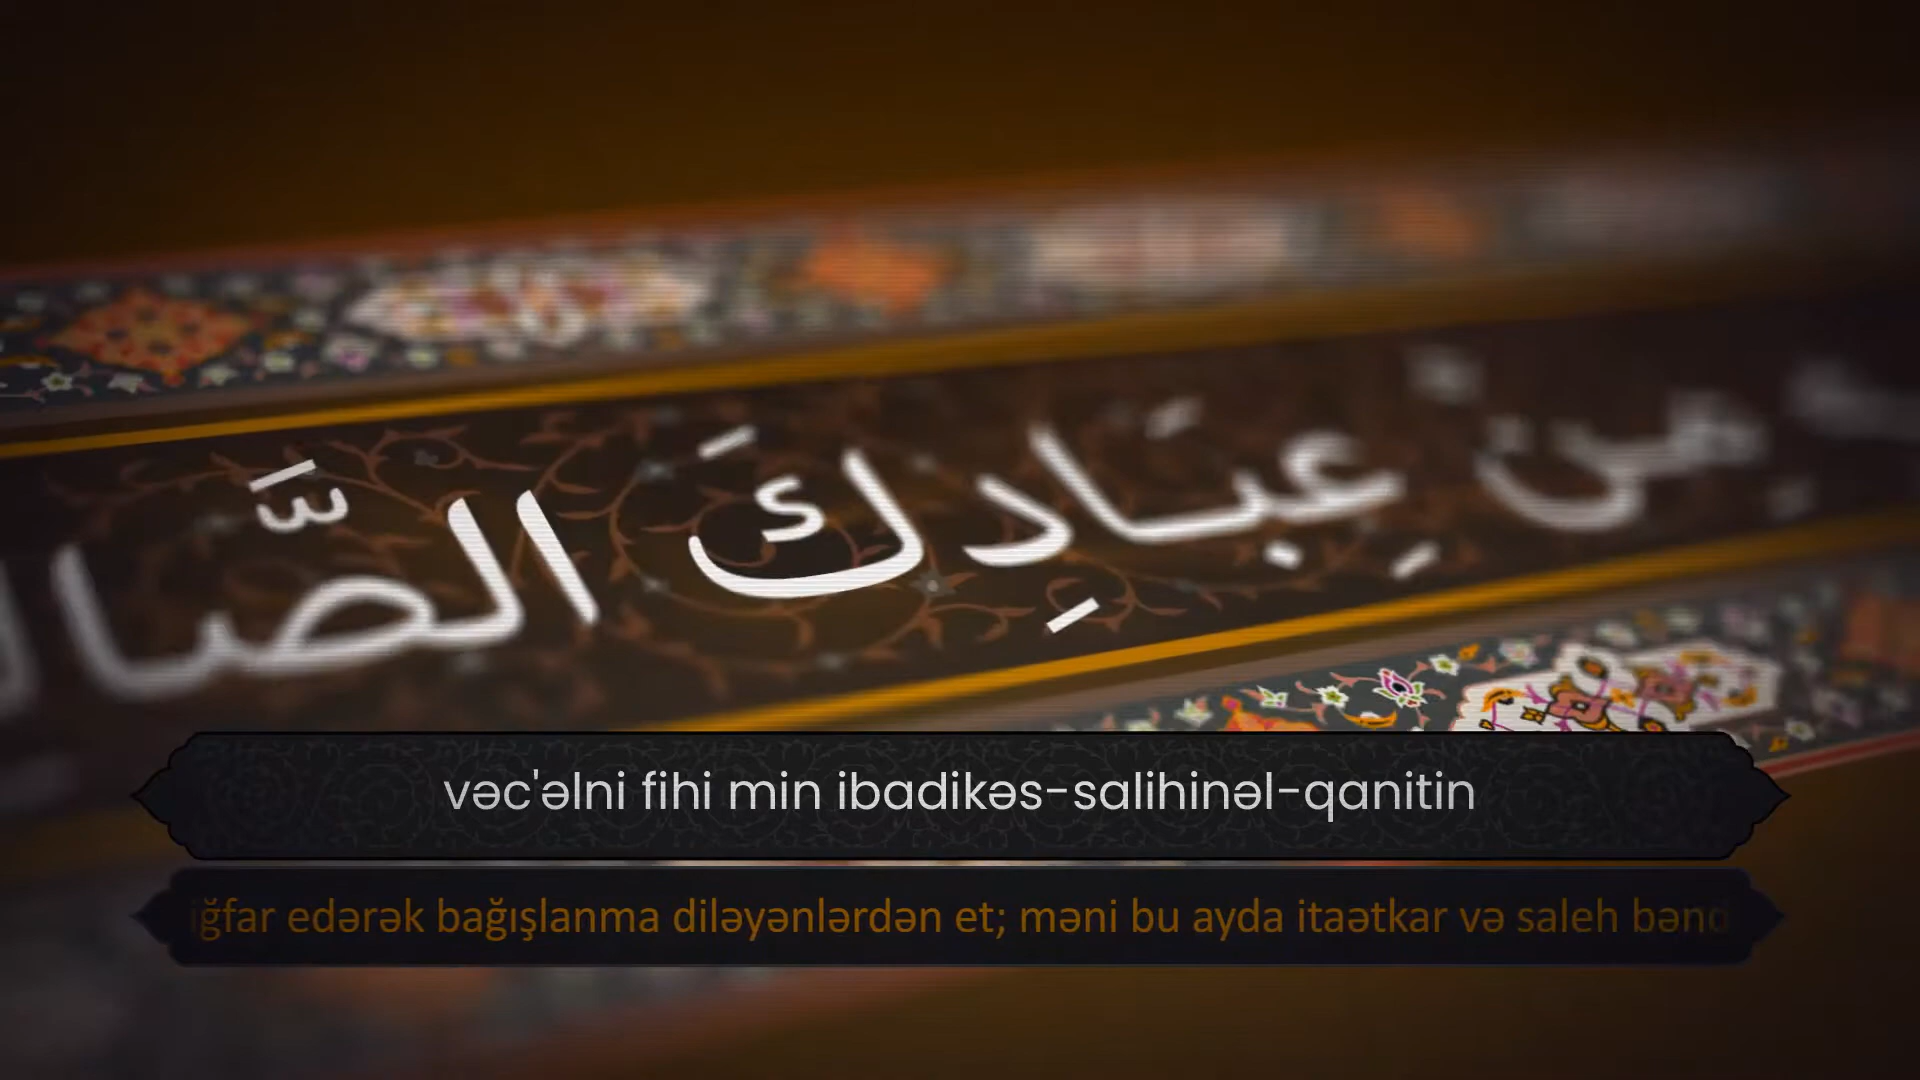 مِنْ عِبَادِكَ الصَّا
vəc'əlni fihi min ibadikəs-salihinəl-qanitin
iğfar edərək bağışlanma diləyənlərdən et; məni bu ayda itaətkar və saleh bənd